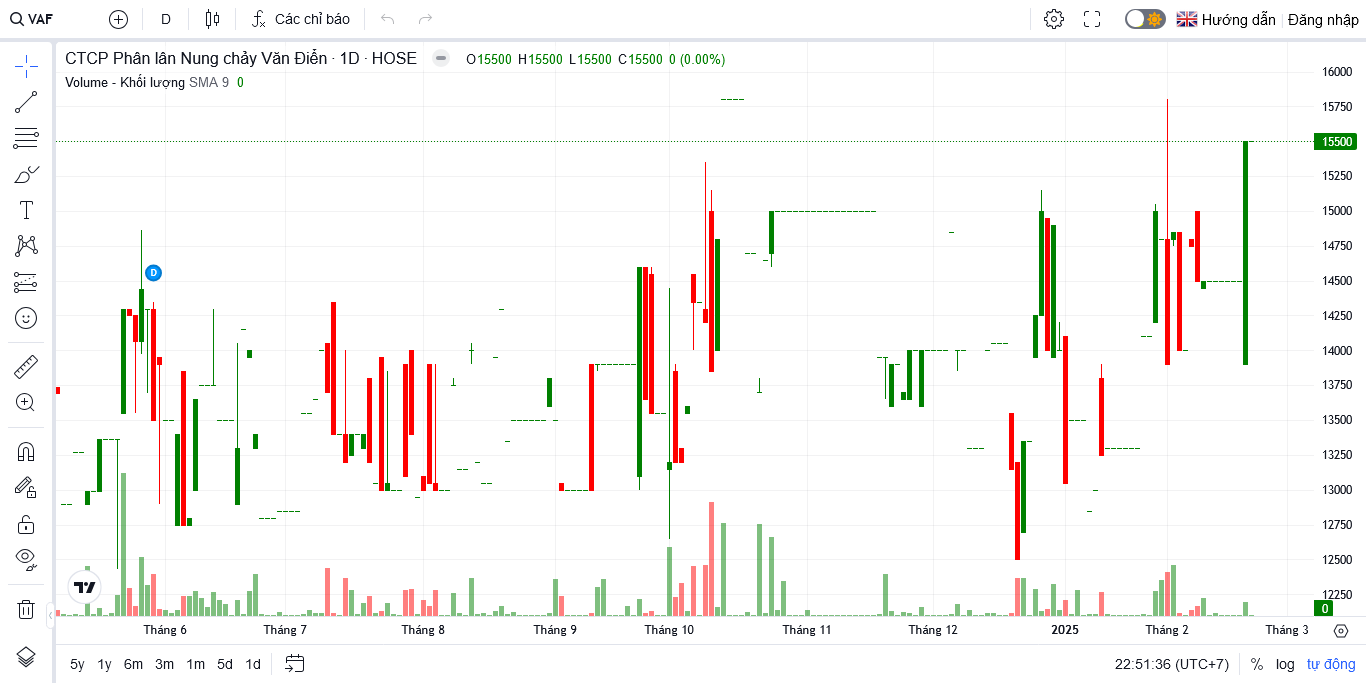 VAF D Các chỉ báo Hướng dẫn Đăng nhập
CTCP Phân lân Nung chảy Văn Điển · 1D · HOSE O15500 H15500 L15500 C15500 0 (0.00%)
Volume - Khối lượng SMA 9 0
16000
15750
15500
15250
15000
14750
D
14500
14250
14000
13750
13500
13250
13000
12750
12500
12250
0
Tháng 6 Tháng 7 Tháng 8 Tháng 9 Tháng 10 Tháng 11 Tháng 12 2025 Tháng 2 Tháng 3
5y 1y 6m 3m 1m 5d 1d 22:51:36 (UTC+7) % log tự động